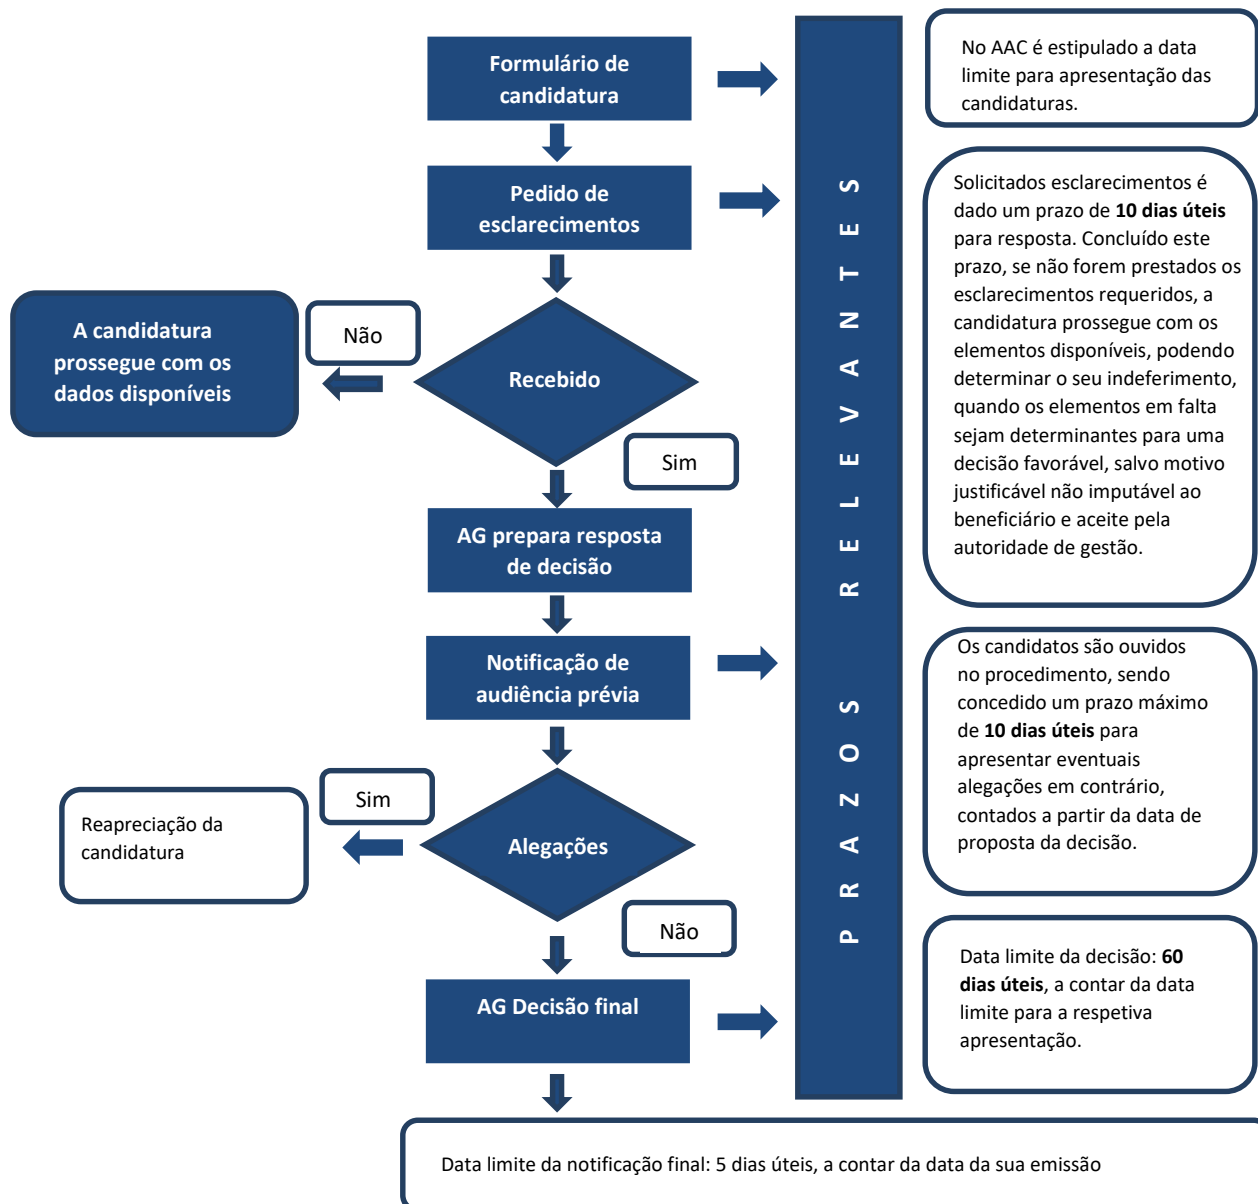 Formulário de
candidatura
No AAC é estipulado a data
limite para apresentação das
candidaturas.
Pedido de
esclarecimentos
Solicitados esclarecimentos é
dado um prazo de 10 dias úteis
para resposta. Concluído este
prazo, se não forem prestados os
esclarecimentos requeridos, a
candidatura prossegue com os
elementos disponíveis, podendo
determinar o seu indeferimento,
quando os elementos em falta
sejam determinantes para uma
decisão favorável, salvo motivo
justificável não imputável ao
beneficiário e aceite pela
autoridade de gestão.
A candidatura
prossegue com os
dados disponíveis
Não
Recebido
Sim
AG prepara resposta
de decisão
Notificação de
audiência prévia
Os candidatos são ouvidos
no procedimento, sendo
concedido um prazo máximo
de 10 dias úteis para
apresentar eventuais
alegações em contrário,
contados a partir da data de
proposta da decisão.
Sim
Reapreciação da
candidatura
Alegações
Não
AG Decisão final
Data limite da decisão: 60
dias úteis, a contar da data
limite para a respetiva
apresentação.
PRAZOS RELEVANTES
Data limite da notificação final: 5 dias úteis, a contar da data da sua emissão